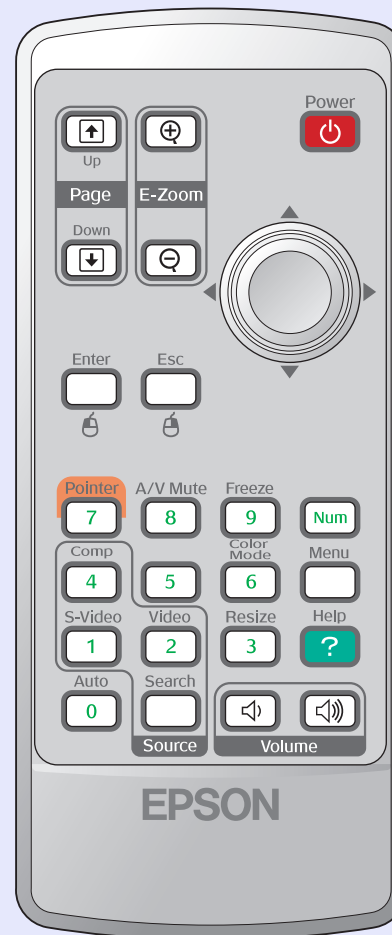 Power
Up
Page E-Zoom
Down
Enter Esc
Pointer A/V Mute Freeze
7 8 9 Num
Comp Color Mode Menu
4 5 6
S-Video Video Resize Help
1 2 3 ?
Auto Search
0
Source Volume
EPSON